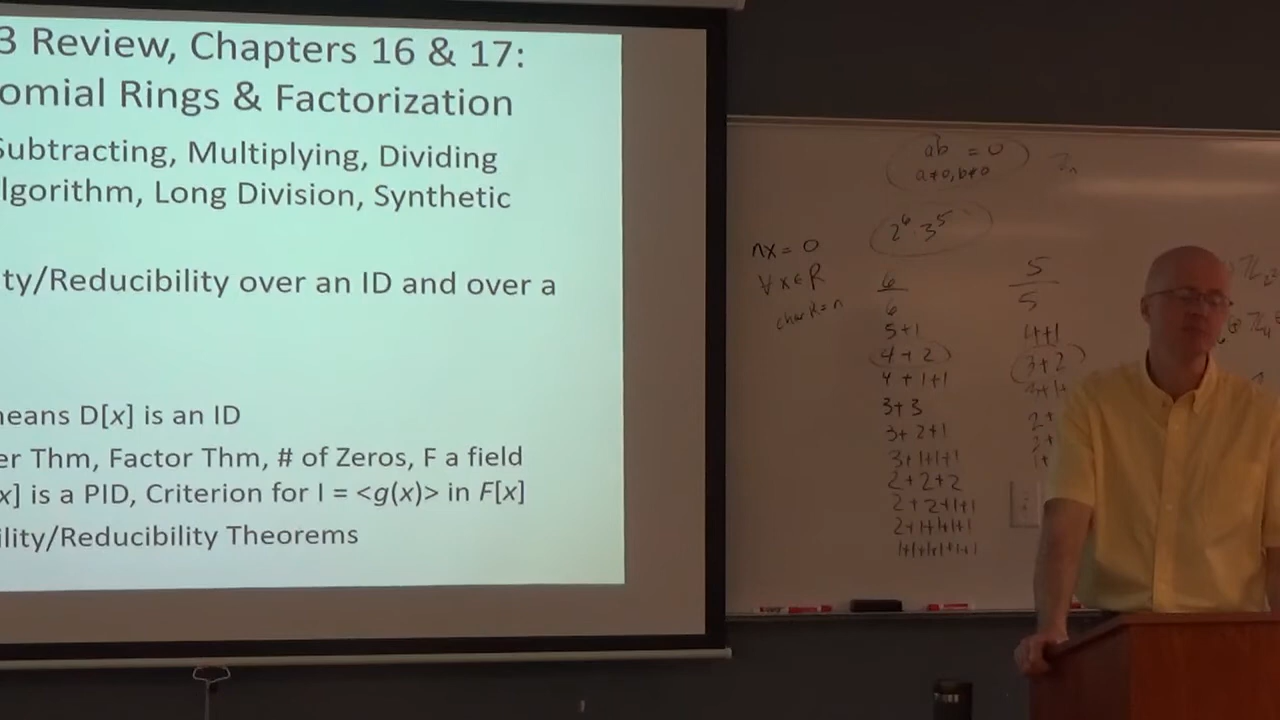 3 Review, Chapters 16 & 17:
omial Rings & Factorization
Subtracting, Multiplying, Dividing
lgorithm, Long Division, Synthetic
ty/Reducibility over an ID and over a
means D[x] is an ID
er Thm, Factor Thm, # of Zeros, F a field
x] is a PID, Criterion for I = <g(x)> in F[x]
ility/Reducibility Theorems
ab = 0
a≠0, b≠0
ℤₙ
2⁶·3⁵
nx = 0
∀x∈R
char R = n
6
6
5+1
4+2
4+1+1
3+3
3+2+1
3+1+1+1
2+2+2
2+2+1+1
2+1+1+1+1
1+1+1+1+1+1
5
5
4+1
3+2